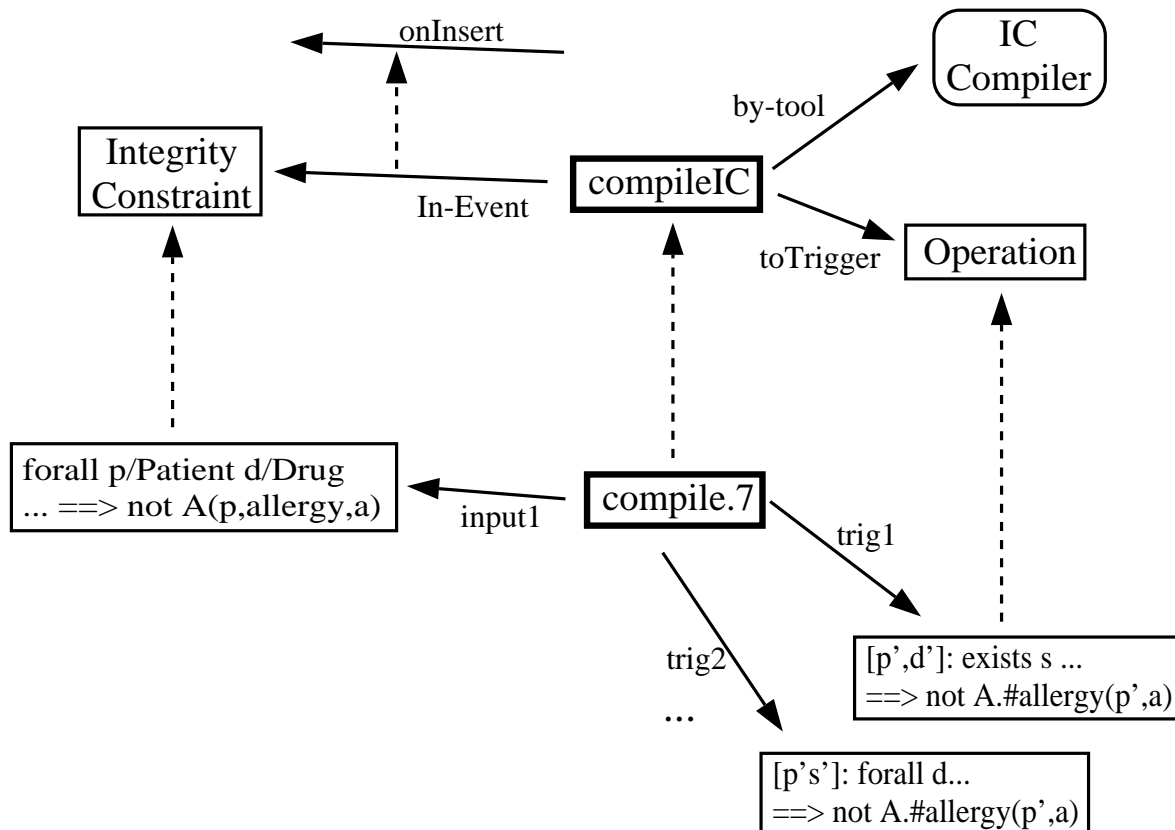 onInsert
IC
Compiler
by-tool
Integrity
Constraint
compileIC
In-Event
toTrigger
Operation
forall p/Patient d/Drug
... ==> not A(p,allergy,a)
input1
compile.7
trig1
trig2
...
[p’,d’]: exists s ...
==> not A.#allergy(p’,a)
[p’s’]: forall d...
==> not A.#allergy(p’,a)